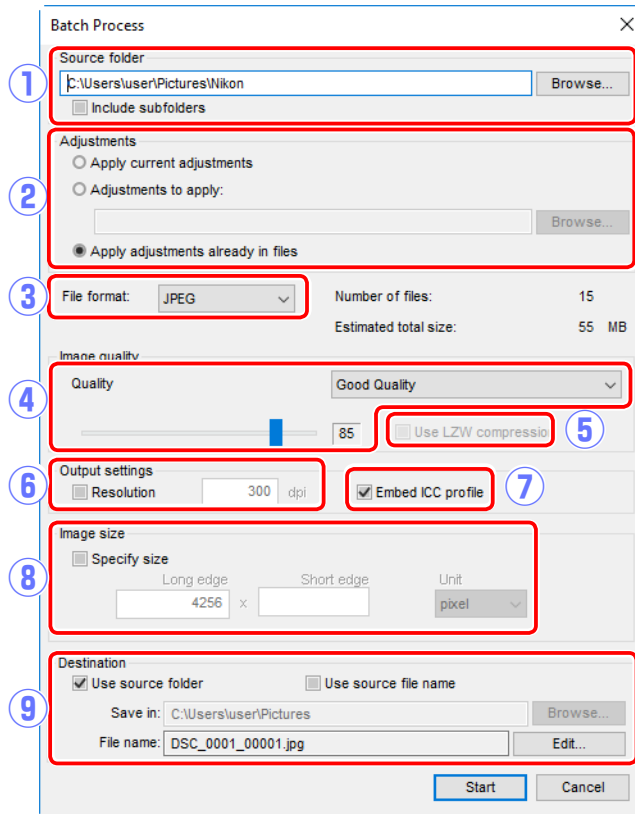 Batch Process
Source folder
① C:\Users\user\Pictures\Nikon Browse...
Include subfolders
Adjustments
Apply current adjustments
② Adjustments to apply:
Browse...
Apply adjustments already in files
③ File format: JPEG Number of files: 15
Estimated total size: 55 MB
Image quality
④ Quality Good Quality
85 Use LZW compressio ⑤
Output settings
⑥ Resolution 300 dpi Embed ICC profile ⑦
Image size
⑧ Specify size
Long edge Short edge Unit
4256 x pixel
Destination
Use source folder Use source file name
⑨ Save in: C:\Users\user\Pictures Browse...
File name: DSC_0001_00001.jpg Edit...
Start Cancel